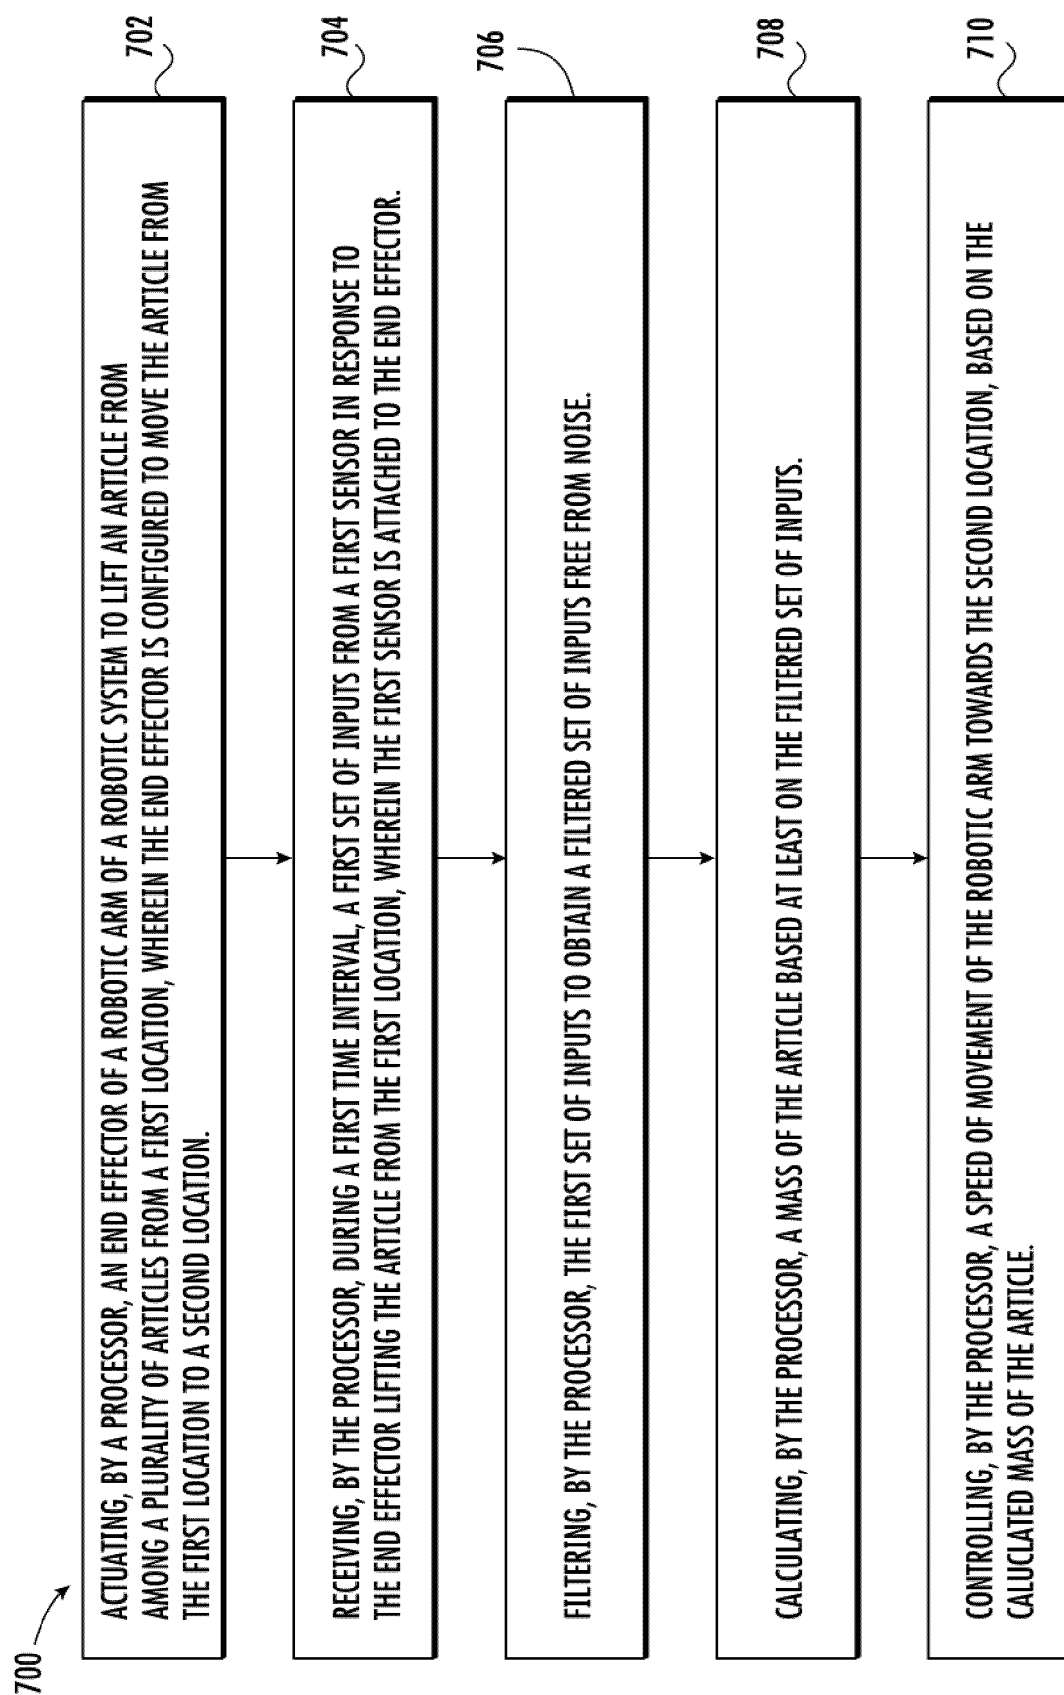 700
ACTUATING, BY A PROCESSOR, AN END EFFECTOR OF A ROBOTIC ARM OF A ROBOTIC SYSTEM TO LIFT AN ARTICLE FROM
AMONG A PLURALITY OF ARTICLES FROM A FIRST LOCATION, WHEREIN THE END EFFECTOR IS CONFIGURED TO MOVE THE ARTICLE FROM
THE FIRST LOCATION TO A SECOND LOCATION.
702
RECEIVING, BY THE PROCESSOR, DURING A FIRST TIME INTERVAL, A FIRST SET OF INPUTS FROM A FIRST SENSOR IN RESPONSE TO
THE END EFFECTOR LIFTING THE ARTICLE FROM THE FIRST LOCATION, WHEREIN THE FIRST SENSOR IS ATTACHED TO THE END EFFECTOR.
704
FILTERING, BY THE PROCESSOR, THE FIRST SET OF INPUTS TO OBTAIN A FILTERED SET OF INPUTS FREE FROM NOISE.
706
CALCULATING, BY THE PROCESSOR, A MASS OF THE ARTICLE BASED AT LEAST ON THE FILTERED SET OF INPUTS.
708
CONTROLLING, BY THE PROCESSOR, A SPEED OF MOVEMENT OF THE ROBOTIC ARM TOWARDS THE SECOND LOCATION, BASED ON THE
CALUCLATED MASS OF THE ARTICLE.
710